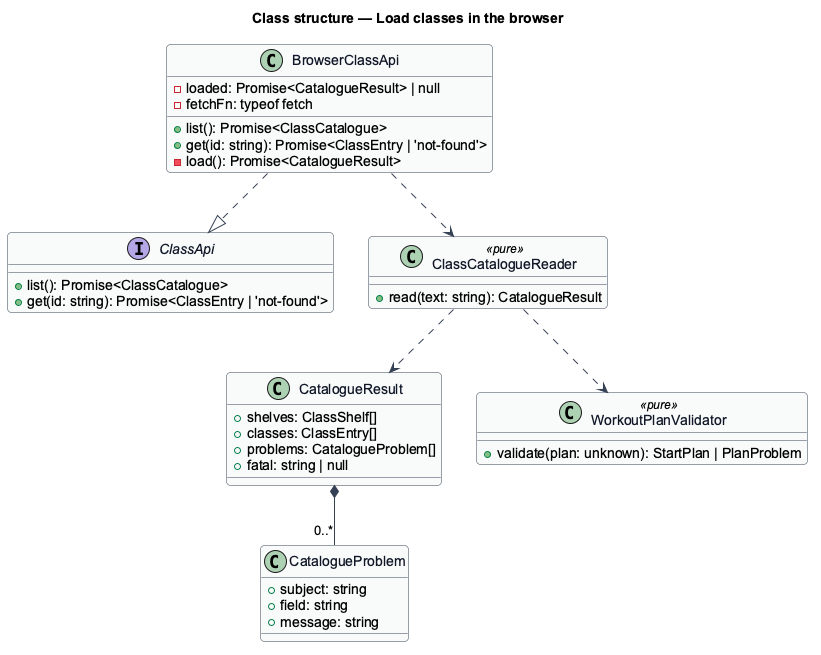 Class structure — Load classes in the browser
C BrowserClassApi
loaded: Promise<CatalogueResult> | null
fetchFn: typeof fetch
list(): Promise<ClassCatalogue>
get(id: string): Promise<ClassEntry | 'not-found'>
load(): Promise<CatalogueResult>
I ClassApi
list(): Promise<ClassCatalogue>
get(id: string): Promise<ClassEntry | 'not-found'>
«pure»
C ClassCatalogueReader
read(text: string): CatalogueResult
C CatalogueResult
shelves: ClassShelf[]
classes: ClassEntry[]
problems: CatalogueProblem[]
fatal: string | null
«pure»
C WorkoutPlanValidator
validate(plan: unknown): StartPlan | PlanProblem
0..*
C CatalogueProblem
subject: string
field: string
message: string